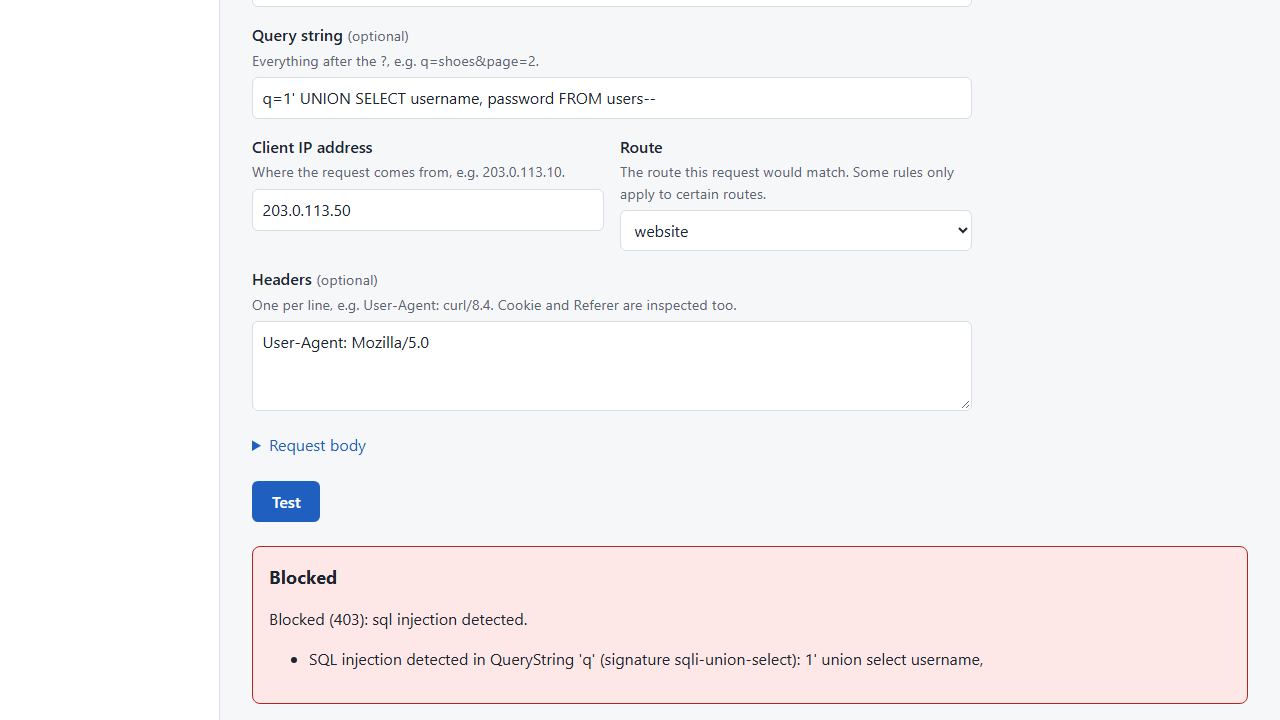 Query string (optional)
Everything after the ?, e.g. q=shoes&page=2.
q=1' UNION SELECT username, password FROM users--
Client IP address
Where the request comes from, e.g. 203.0.113.10.
203.0.113.50
Route
The route this request would match. Some rules only
apply to certain routes.
website
Headers (optional)
One per line, e.g. User-Agent: curl/8.4. Cookie and Referer are inspected too.
User-Agent: Mozilla/5.0
Request body
Test
Blocked
Blocked (403): sql injection detected.
SQL injection detected in QueryString 'q' (signature sqli-union-select): 1' union select username,